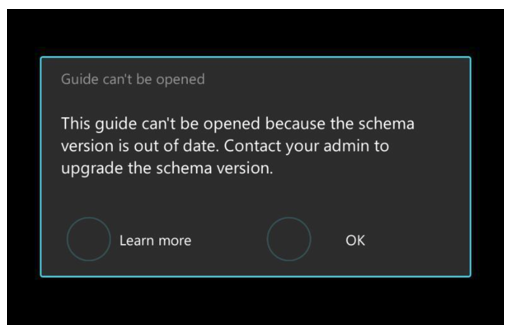 Guide can't be opened
This guide can't be opened because the schema
version is out of date. Contact your admin to
upgrade the schema version.
Learn more
OK